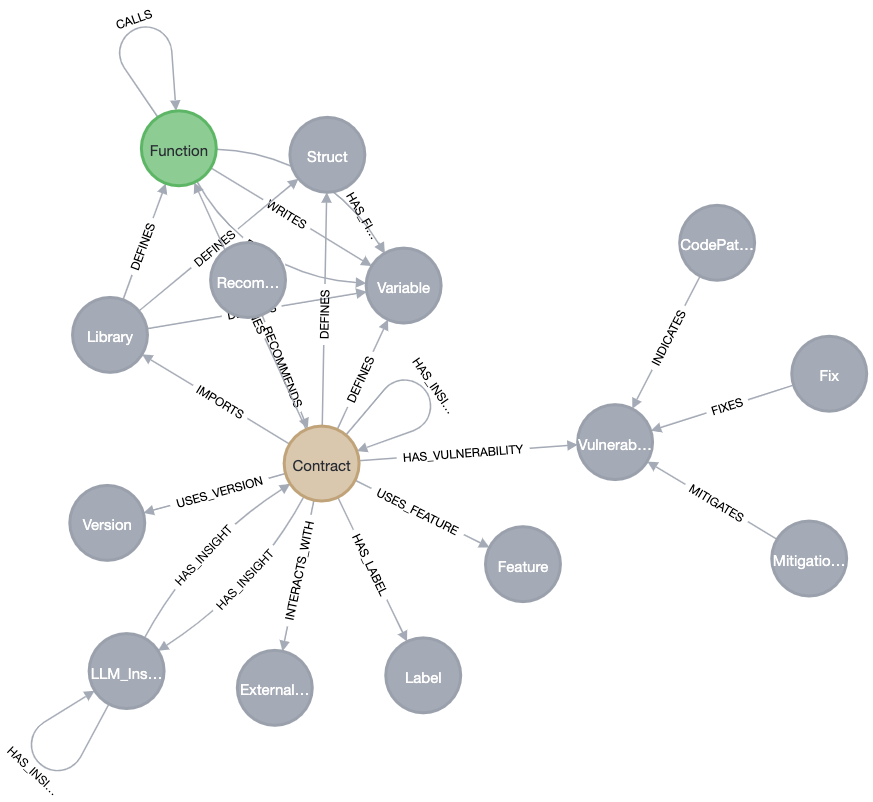 CALLS
Function
Struct
HAS_FI...
WRITES
DEFINES
DEFINES
CodePat...
Recom...
Variable
Library
DEFINES
RECOMMENDS
DEFINES
INDICATES
IMPORTS
HAS_INSI...
Fix
FIXES
Contract
HAS_VULNERABILITY
Vulnerab...
USES_VERSION
USES_FEATURE
MITIGATES
Version
HAS_INSIGHT
HAS_INSIGHT
INTERACTS_WITH
HAS_LABEL
Feature
Mitigatio...
LLM_Ins...
External...
Label
HAS_INSI...